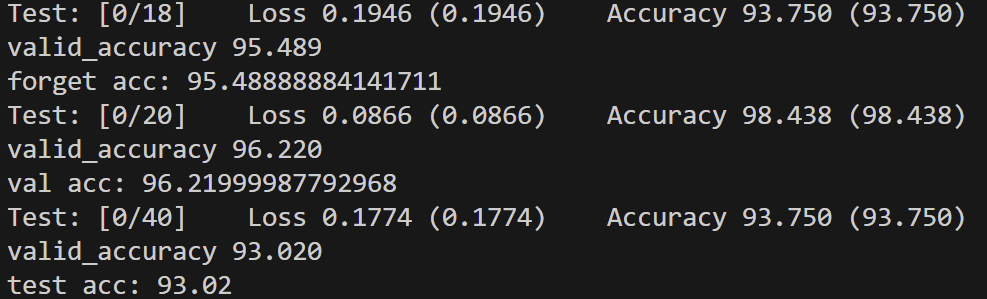 Test: [0/18]    Loss 0.1946 (0.1946)    Accuracy 93.750 (93.750)
valid_accuracy 95.489
forget acc: 95.48888884141711
Test: [0/20]    Loss 0.0866 (0.0866)    Accuracy 98.438 (98.438)
valid_accuracy 96.220
val acc: 96.21999987792968
Test: [0/40]    Loss 0.1774 (0.1774)    Accuracy 93.750 (93.750)
valid_accuracy 93.020
test acc: 93.02